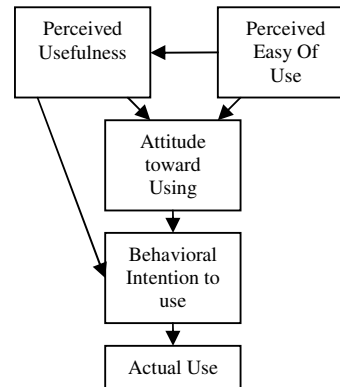 Perceived
Usefulness
Perceived
Easy Of
Use
Attitude
toward
Using
Behavioral
Intention to
use
Actual Use